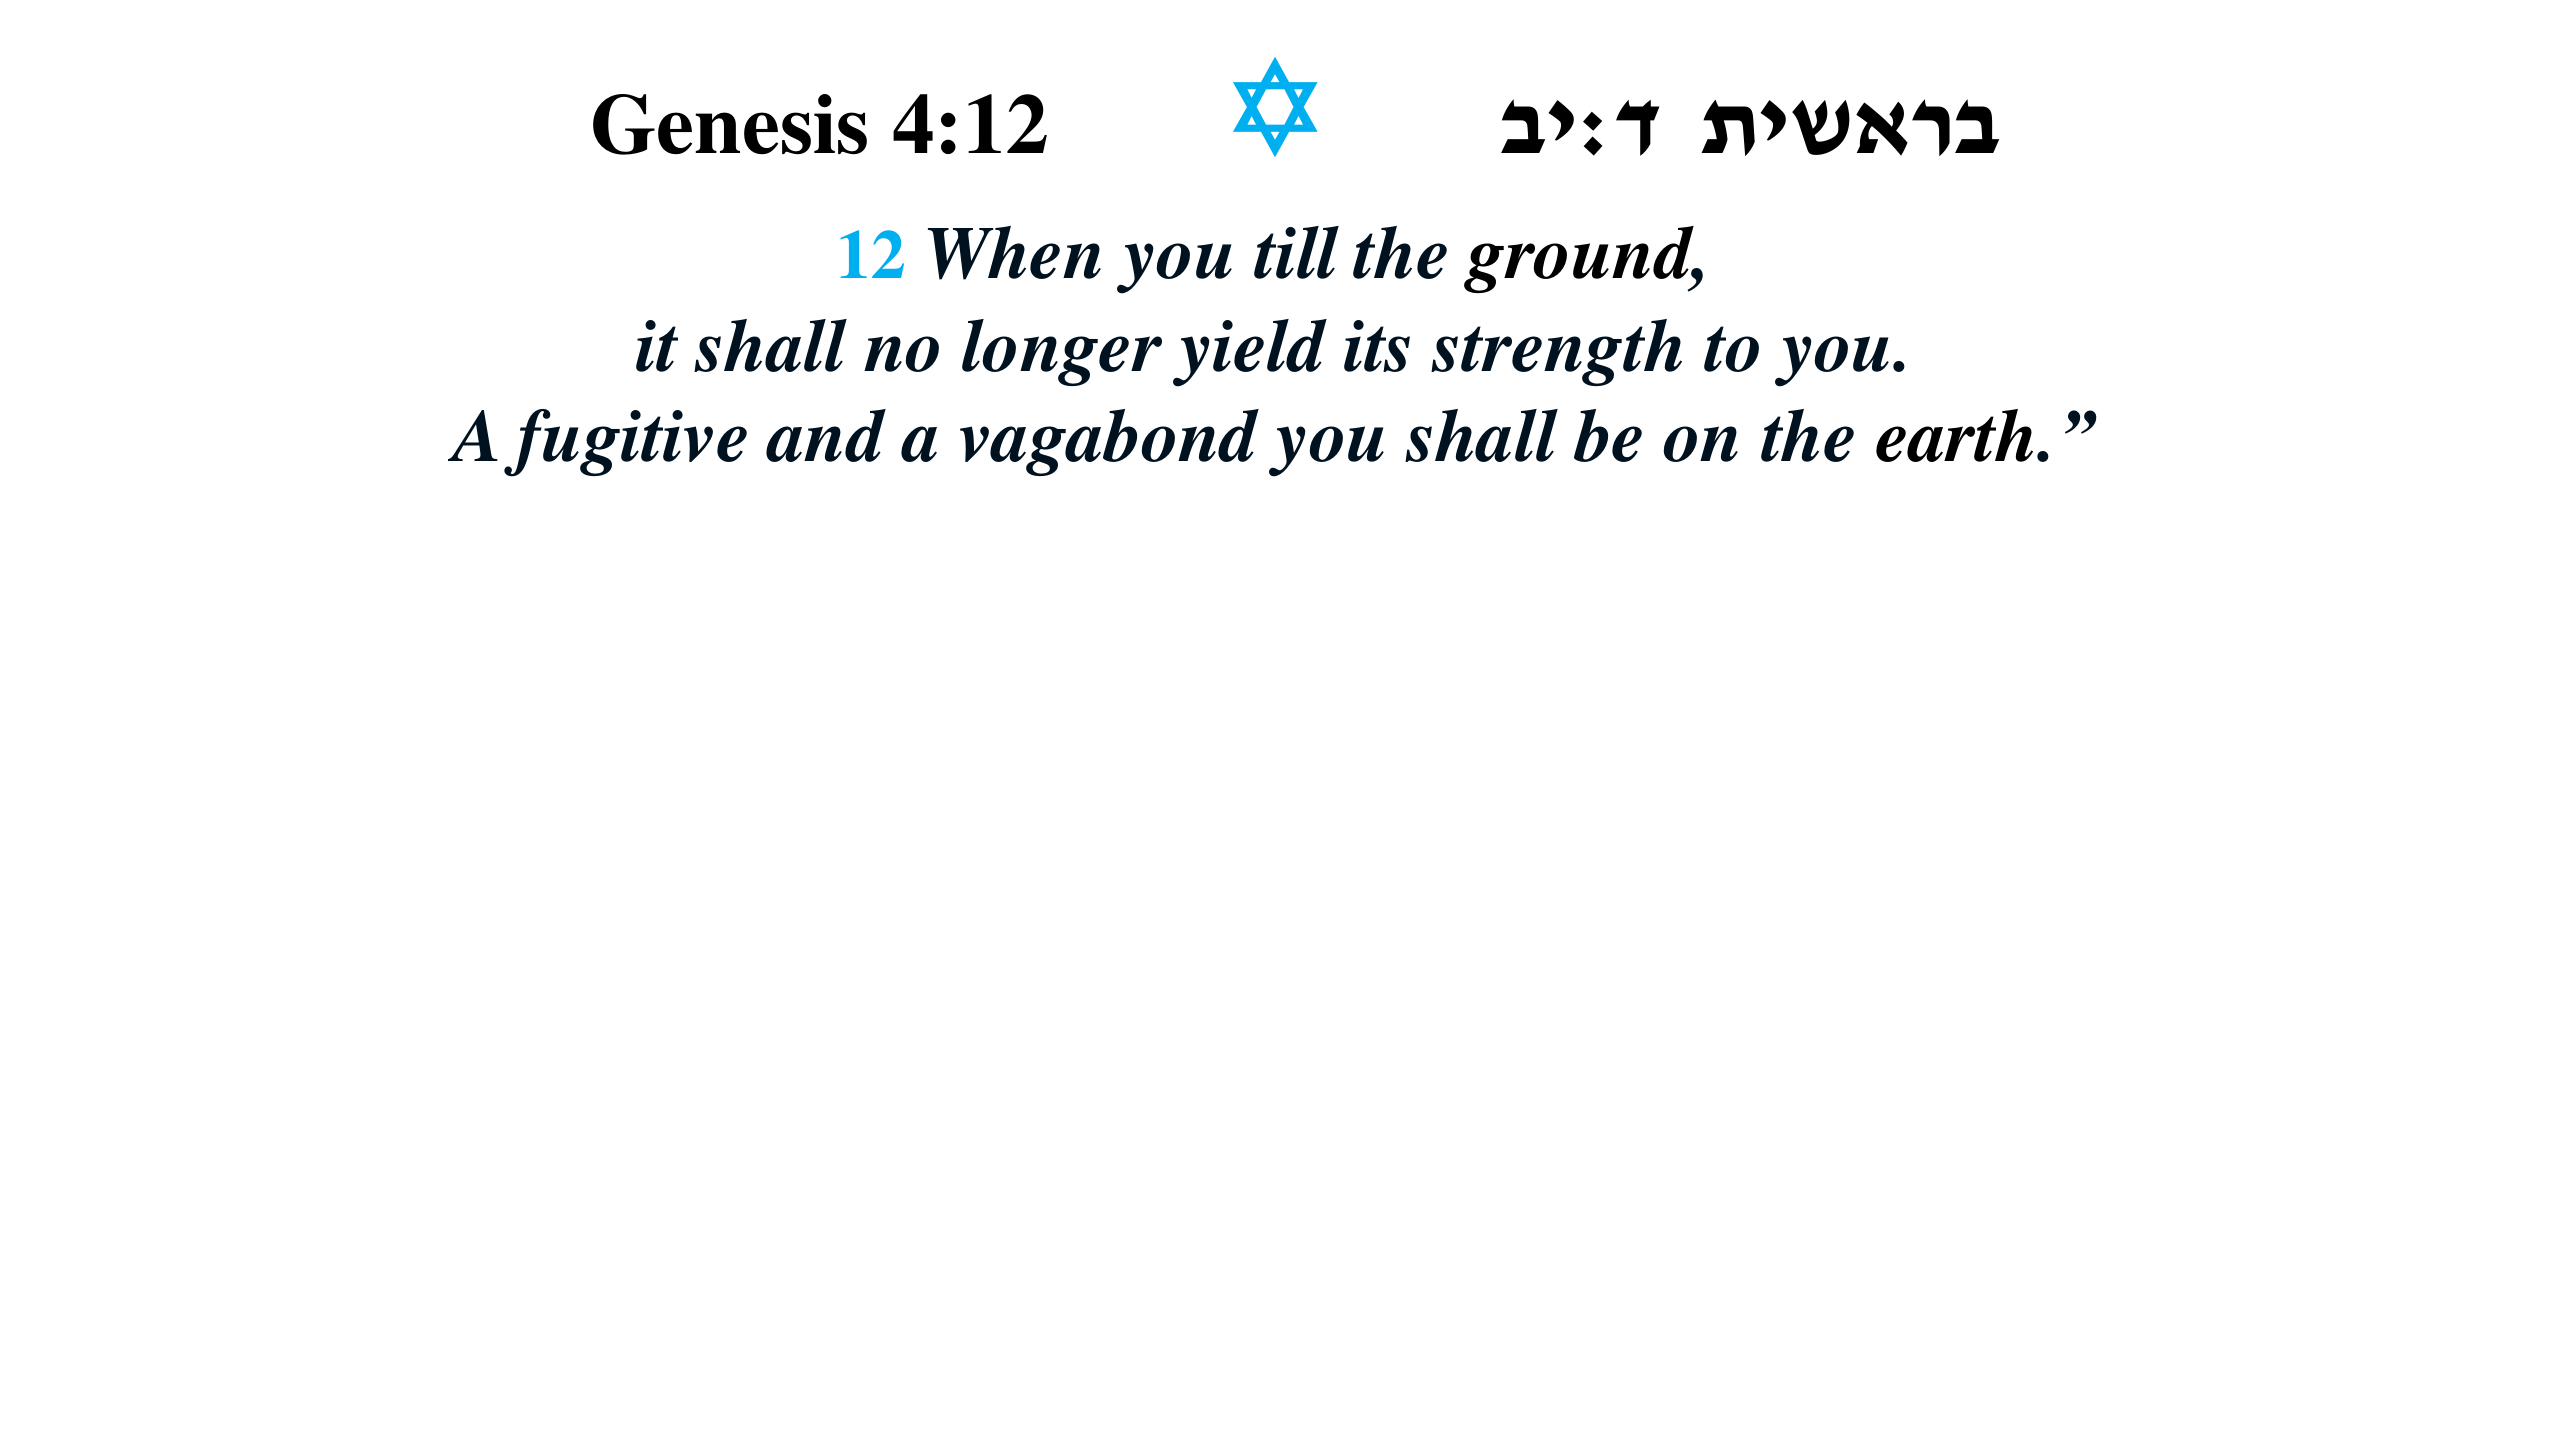 Genesis 4:12 ✡ בראשית ד:יב
12 When you till the ground,
it shall no longer yield its strength to you.
A fugitive and a vagabond you shall be on the earth.”